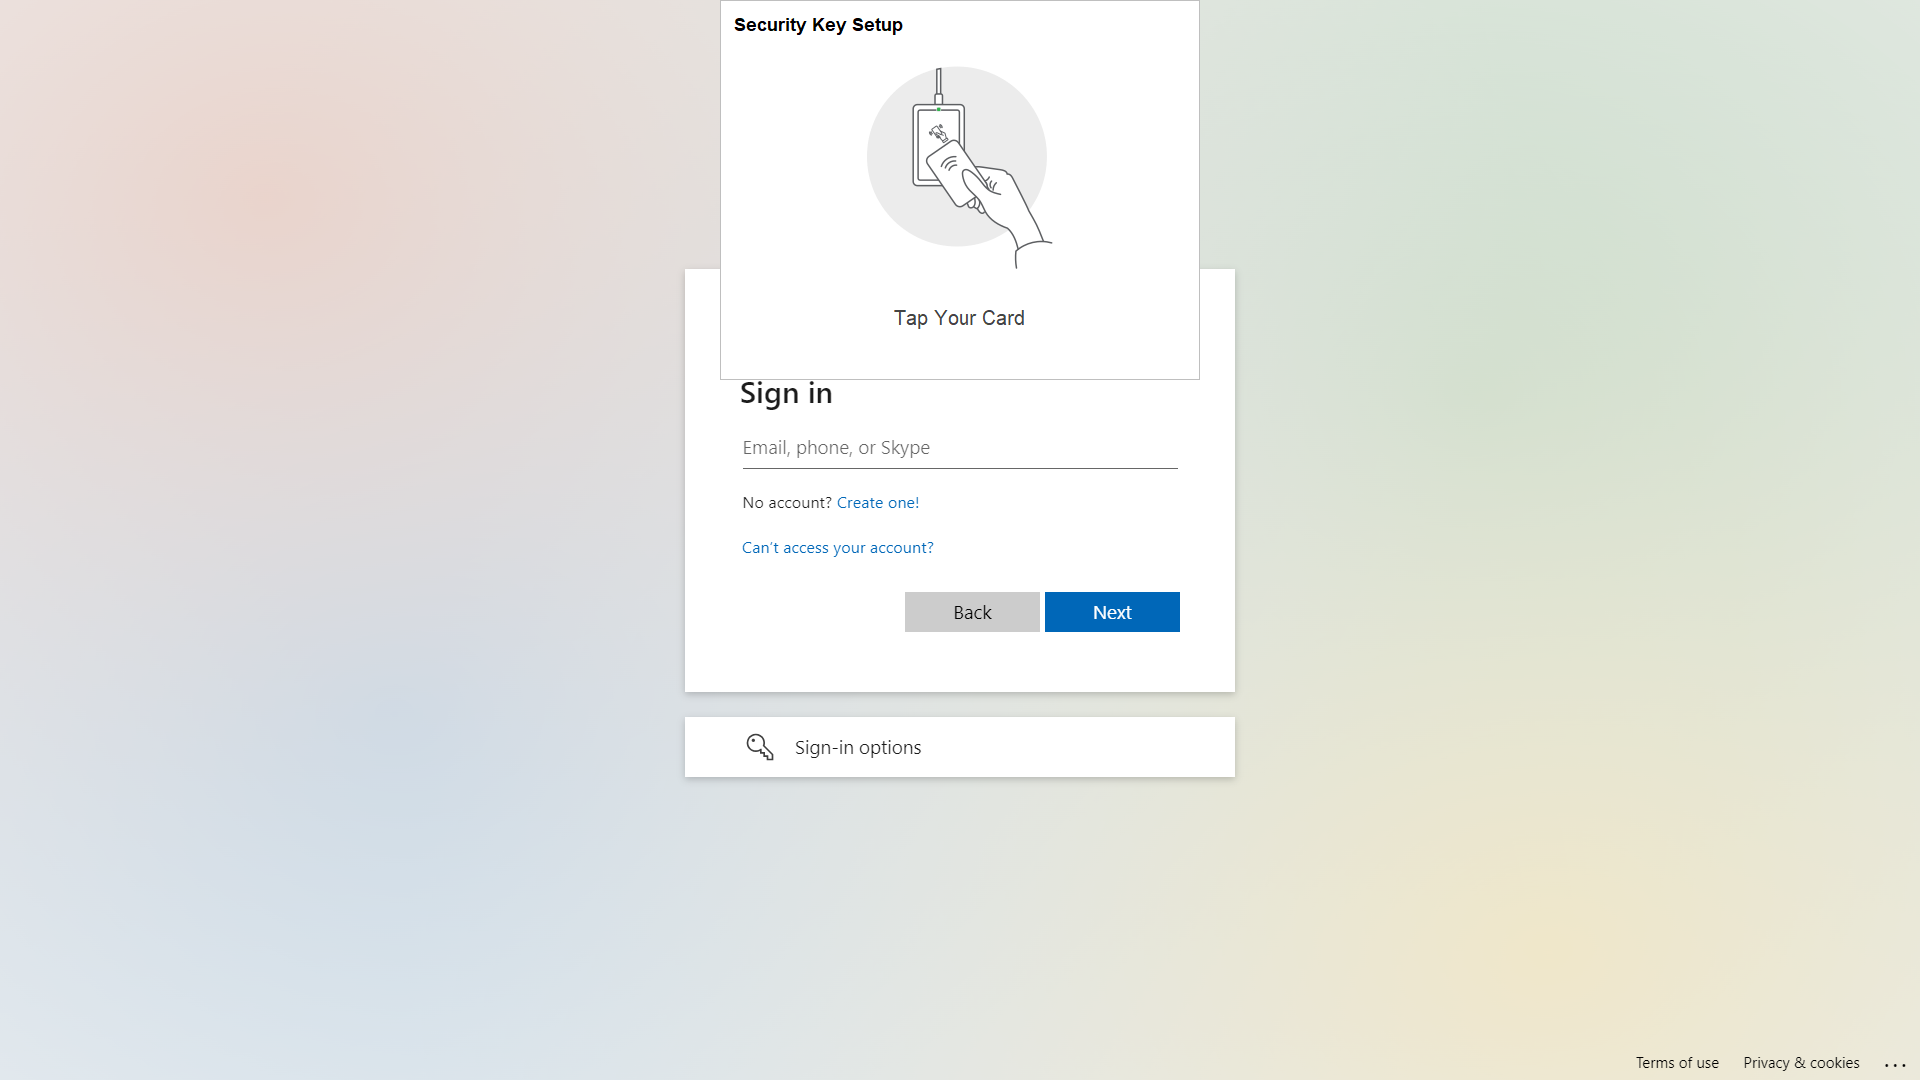 Security Key Setup
Tap Your Card
Sign in
Email, phone, or Skype
No account? Create one!
Can't access your account?
Back Next
Sign-in options
Terms of use Privacy & cookies ...